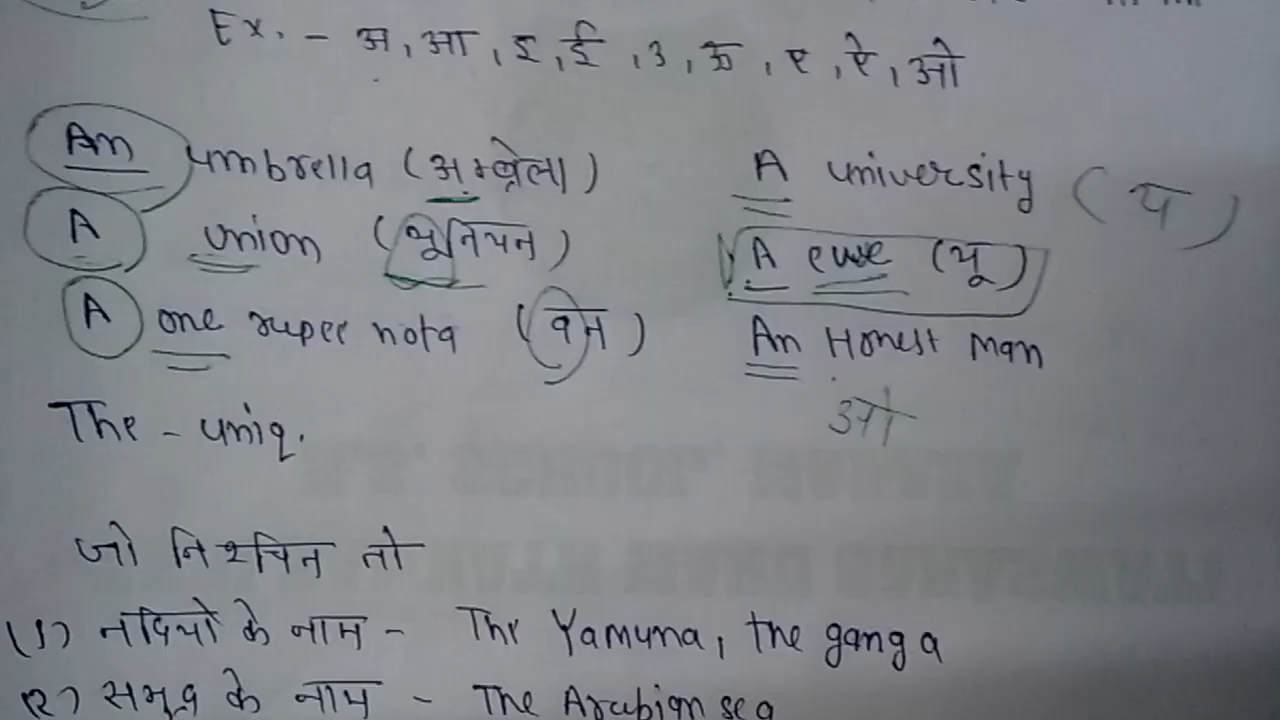 Ex. - अ, आ, इ, ई, उ, ऊ, ए, ऐ, ओ
An umbrella (अम्ब्रेला) A university (य)
A union (यूनियन) A ewe (यू)
A one rupee nota (वन) An Honest man
ओ
The - uniq.
जो निश्चिन तो
(1) नदियों के नाम - The Yamuna, the ganga
(2) समुद्र के नाम - The Arabian sea